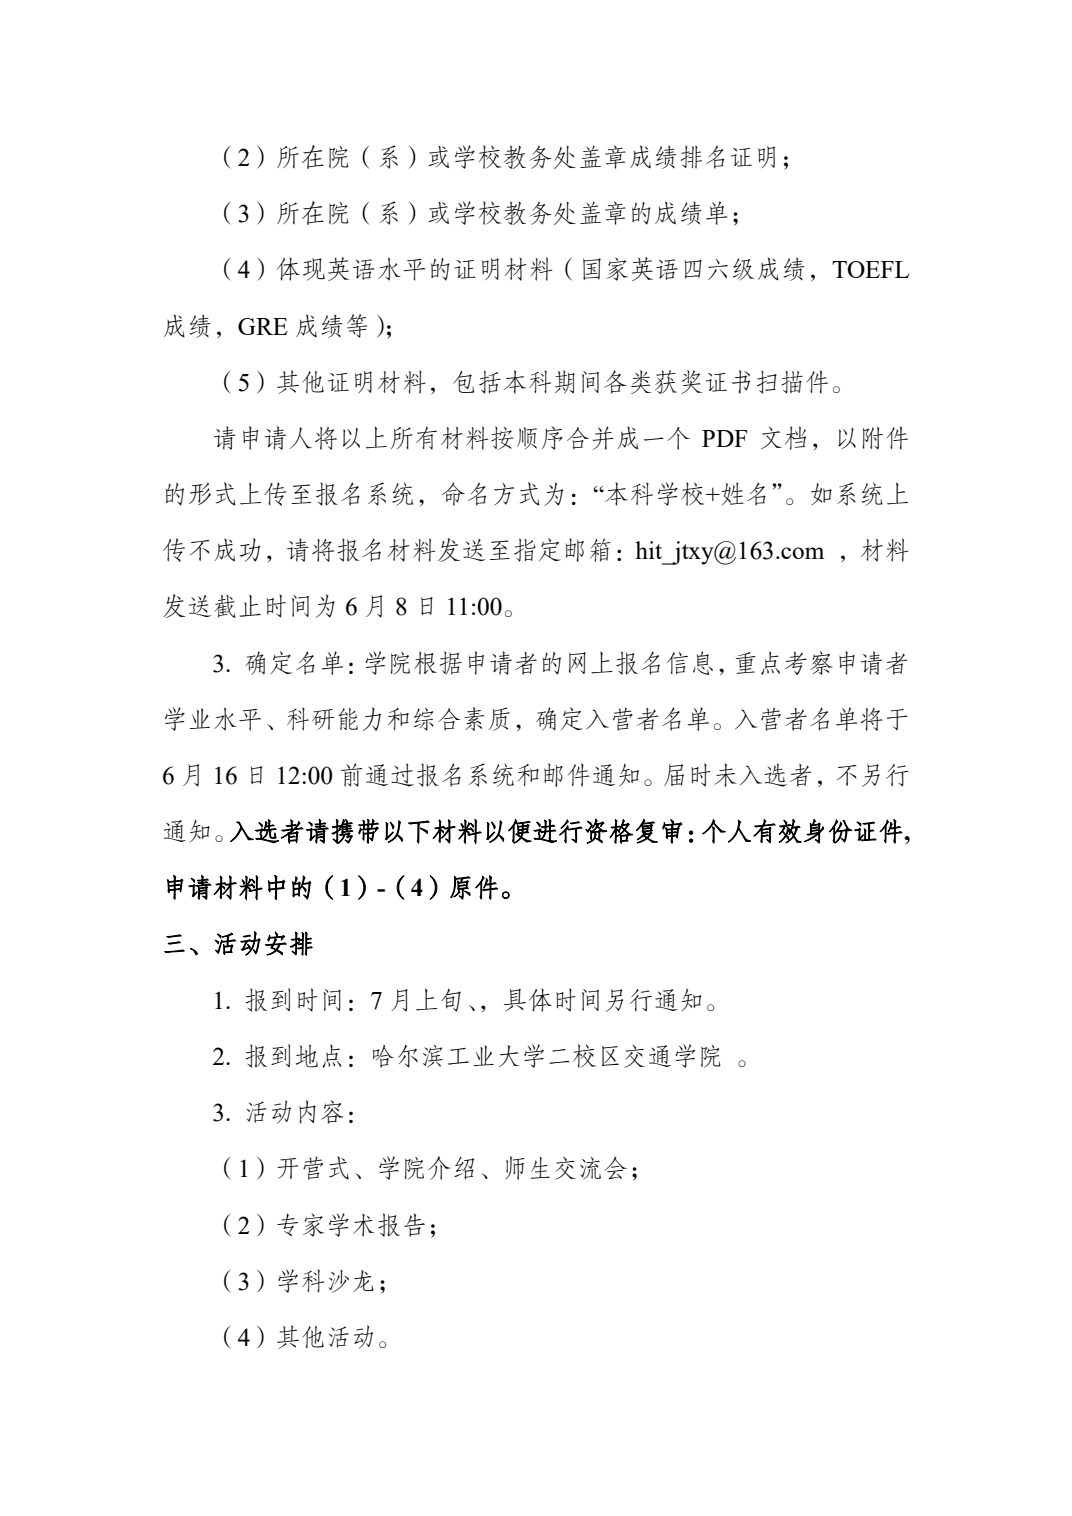 （2）所在院（系）或学校教务处盖章成绩排名证明；
（3）所在院（系）或学校教务处盖章的成绩单；
（4）体现英语水平的证明材料（国家英语四六级成绩，TOEFL
成绩，GRE 成绩等）；
（5）其他证明材料，包括本科期间各类获奖证书扫描件。
请申请人将以上所有材料按顺序合并成一个 PDF 文档，以附件
的形式上传至报名系统，命名方式为：“本科学校+姓名”。如系统上
传不成功，请将报名材料发送至指定邮箱：hit_jtxy@163.com ，材料
发送截止时间为 6 月 8 日 11:00。
3. 确定名单：学院根据申请者的网上报名信息，重点考察申请者
学业水平、科研能力和综合素质，确定入营者名单。入营者名单将于
6 月 16 日 12:00 前通过报名系统和邮件通知。届时未入选者，不另行
通知。入选者请携带以下材料以便进行资格复审：个人有效身份证件，
申请材料中的（1）-（4）原件。
三、活动安排
1. 报到时间：7 月上旬、，具体时间另行通知。
2. 报到地点：哈尔滨工业大学二校区交通学院 。
3. 活动内容：
（1）开营式、学院介绍、师生交流会；
（2）专家学术报告；
（3）学科沙龙；
（4）其他活动。